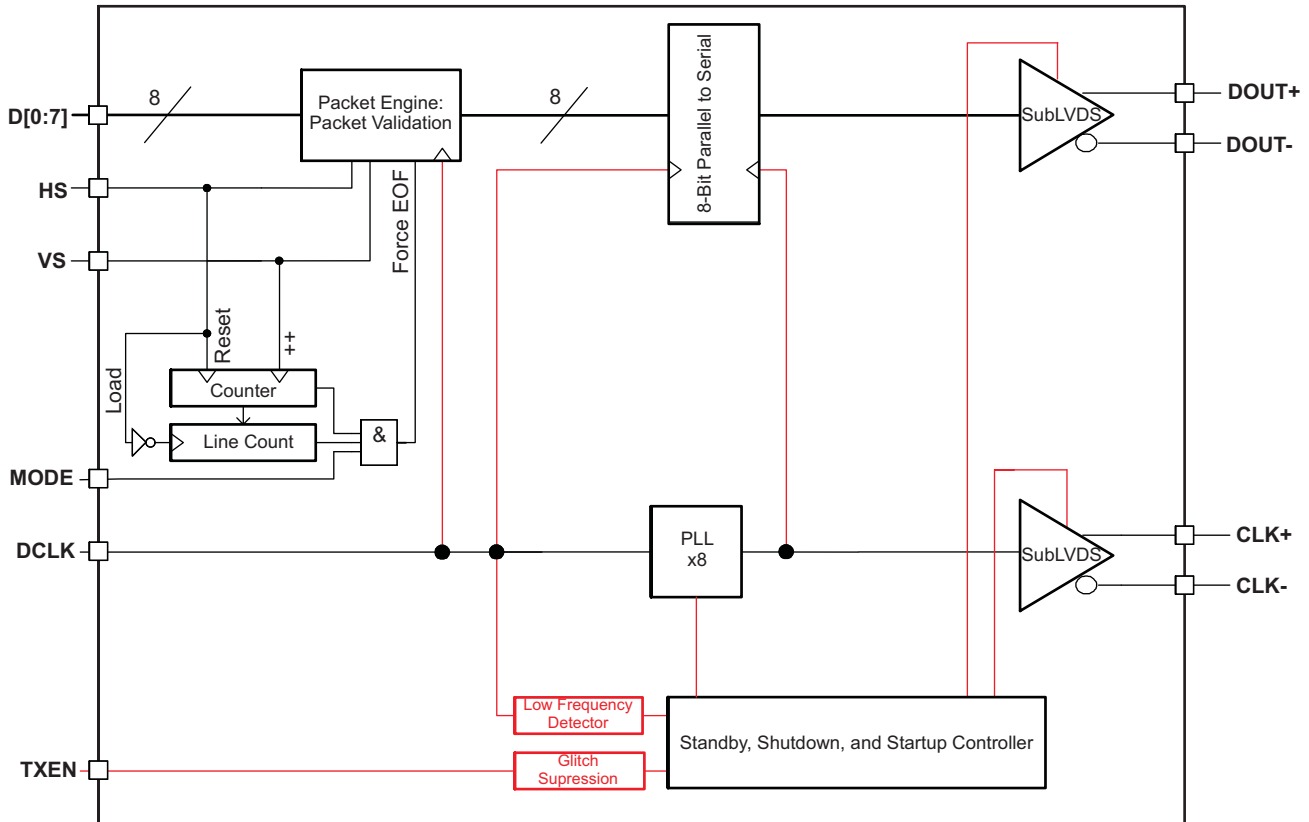 D[0:7]
8
Packet Engine:
Packet Validation
8
8-Bit Parallel to Serial
SubLVDS
DOUT+
DOUT-
HS
VS
Force EOF
Reset
++
Load
Counter
Line Count
&
MODE
DCLK
PLL
x8
SubLVDS
CLK+
CLK-
Low Frequency
Detector
Standby, Shutdown, and Startup Controller
TXEN
Glitch
Supression